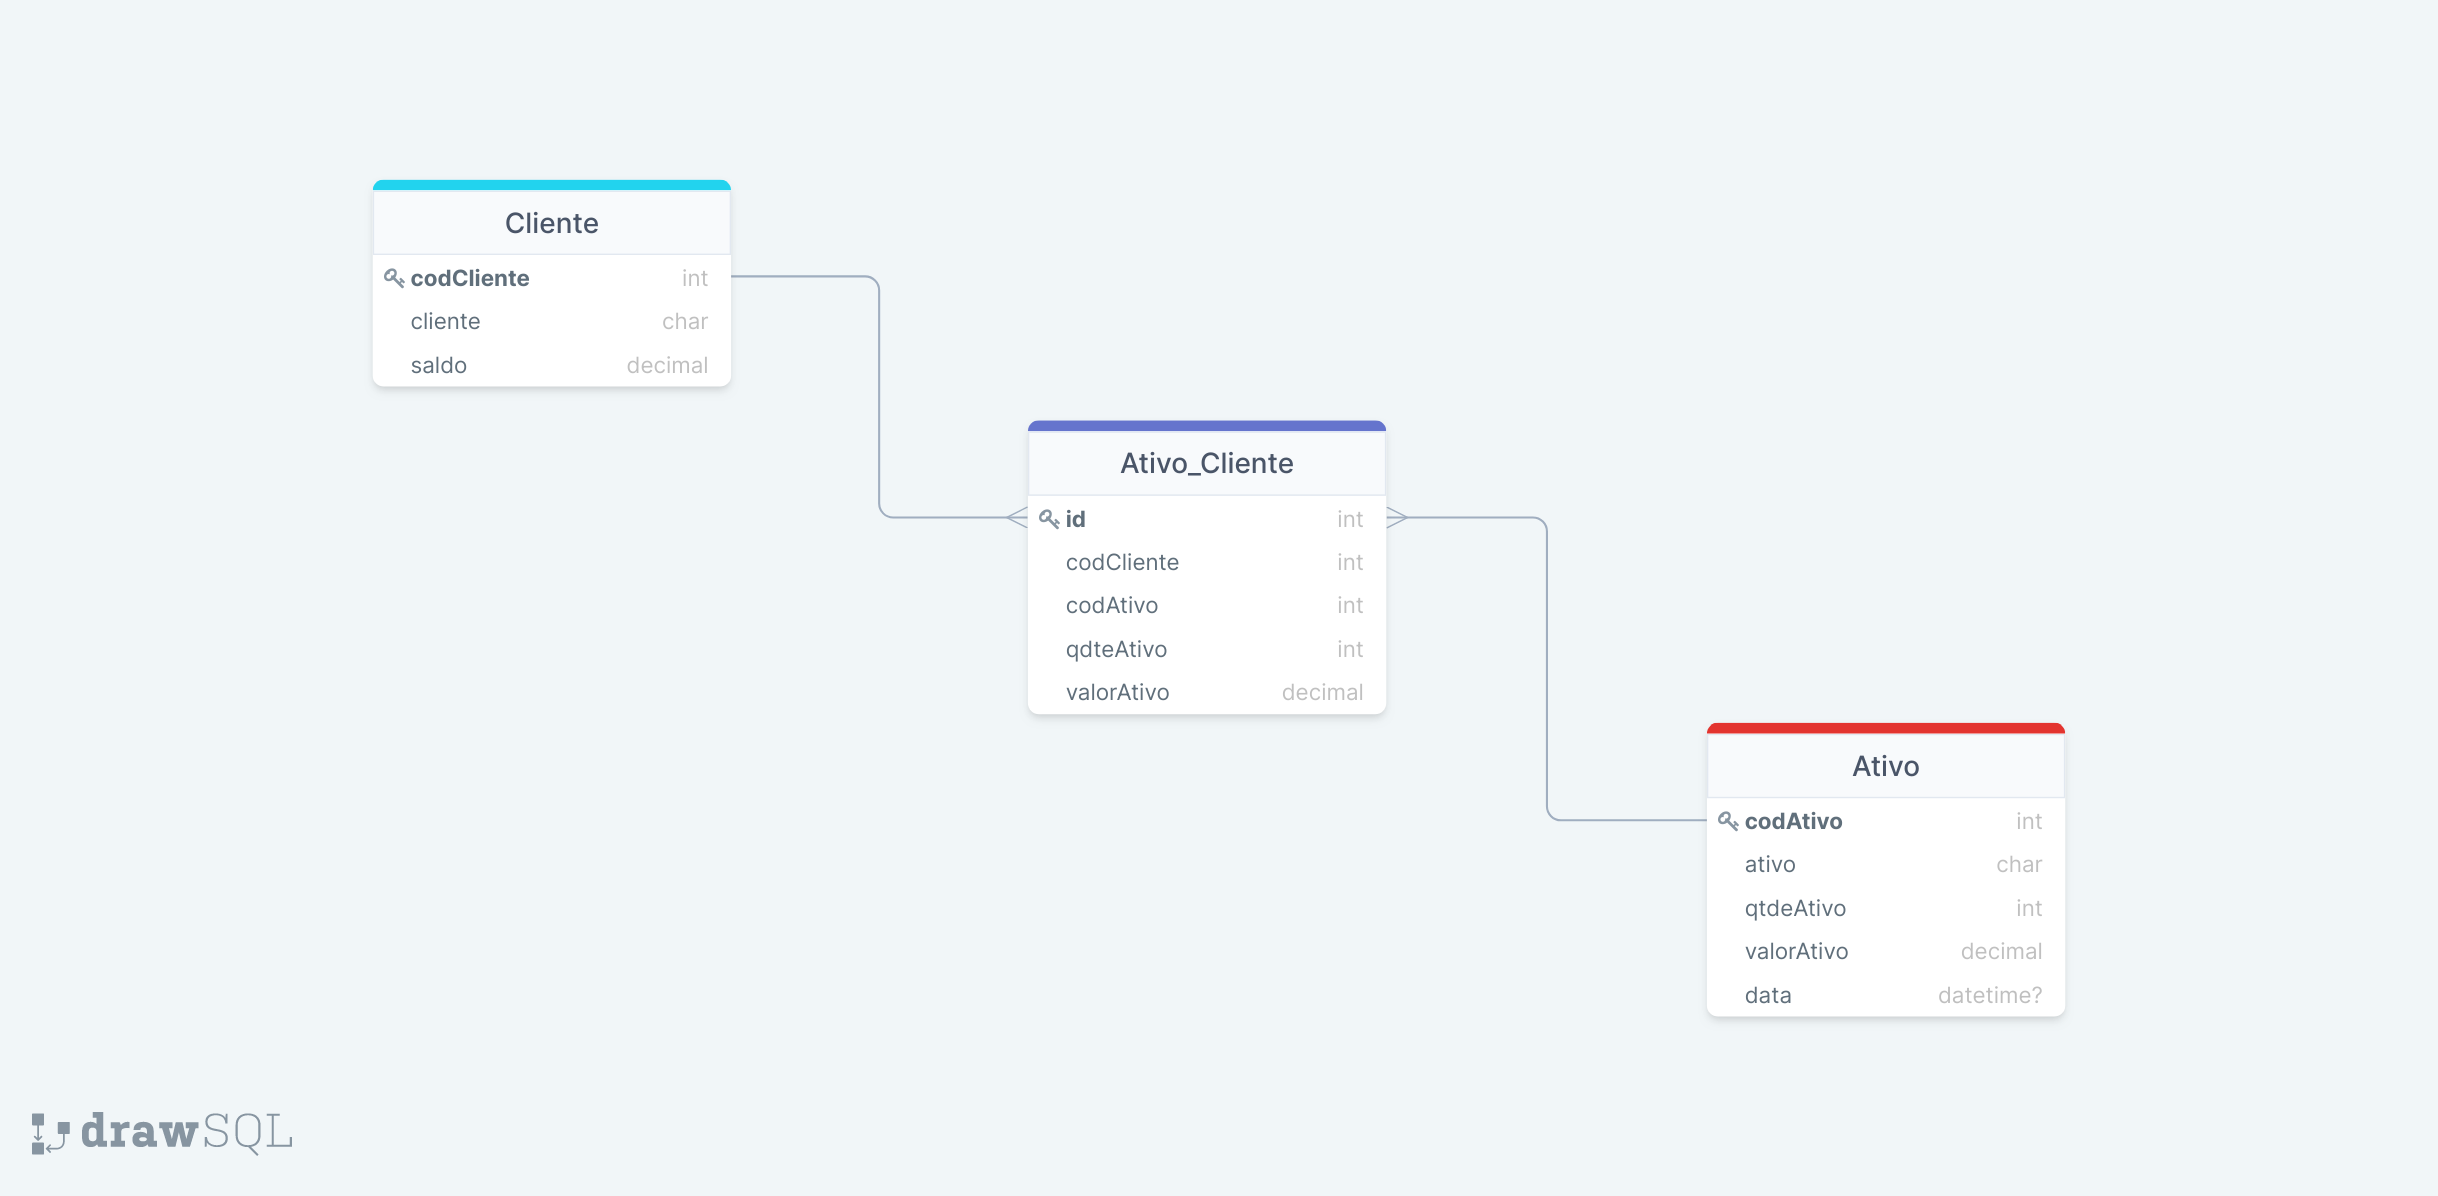 Cliente
codCliente int
cliente char
saldo decimal
Ativo_Cliente
id int
codCliente int
codAtivo int
qdteAtivo int
valorAtivo decimal
Ativo
codAtivo int
ativo char
qtdeAtivo int
valorAtivo decimal
data datetime?
drawSQL